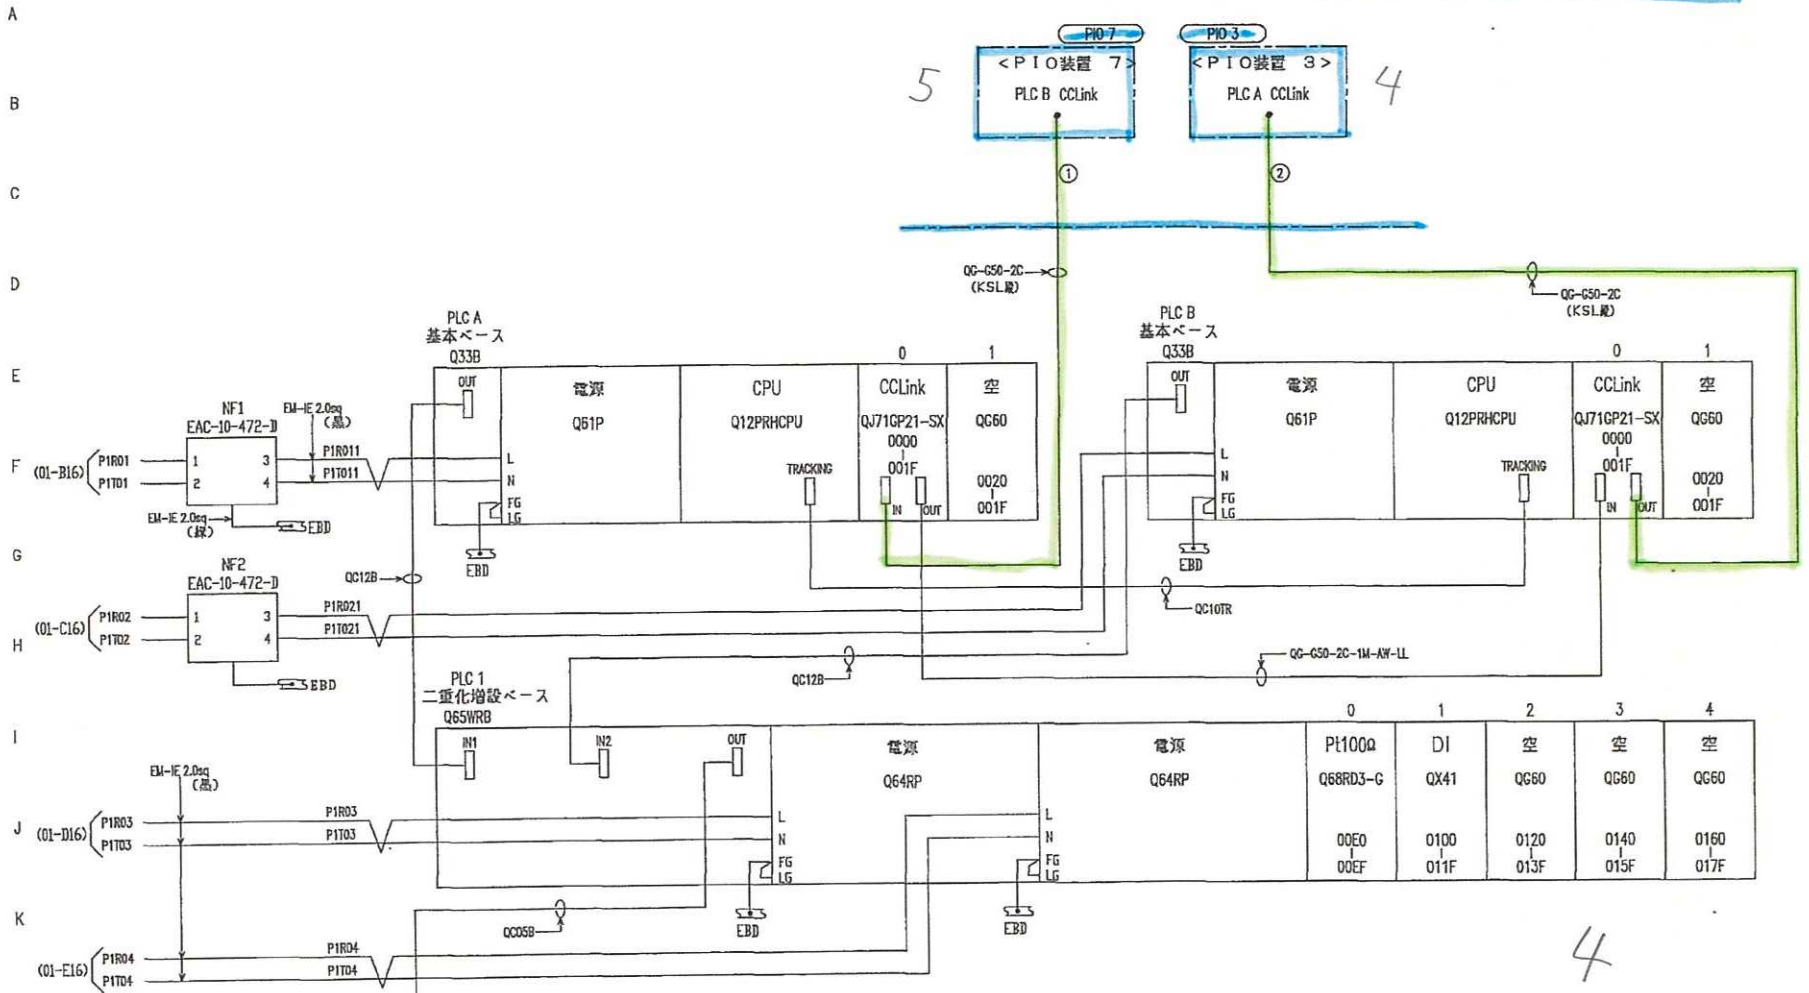 A
B
C
D
E
F
G
H
I
J
K
PIO 7
PIO 3
5
<PIO装置 7>
PLC B CCLink
<PIO装置 3>
PLC A CCLink
4
①
②
QG-G50-2C
(KSL殿)
QG-G50-2C
(KSL殿)
PLC A
基本ベース
Q33B
0
1
OUT
電源
Q61P
CPU
Q12PRHCPU
TRACKING
CCLink
QJ71GP21-SX
0000
001F
IN
OUT
空
QG60
0020
001F
L
N
FG
LG
EBD
PLC B
基本ベース
Q33B
0
1
OUT
電源
Q61P
CPU
Q12PRHCPU
TRACKING
CCLink
QJ71GP21-SX
0000
001F
IN
OUT
空
QG60
0020
001F
L
N
FG
LG
EBD
NF1
EAC-10-472-D
EM-IE 2.0sq
(黒)
(01-B16)
P1R01
P1T01
1
2
3
4
P1R011
P1T011
EM-IE 2.0sq
(緑)
EBD
NF2
EAC-10-472-D
QC12B
(01-C16)
P1R02
P1T02
1
2
3
4
P1R021
P1T021
EBD
QC10TR
QC12B
QG-G50-2C-1M-AW-LL
PLC 1
二重化増設ベース
Q65WRB
IN1
IN2
OUT
電源
Q64RP
電源
Q64RP
0
1
2
3
4
Pt100Ω
Q68RD3-G
00E0
00EF
DI
QX41
0100
011F
空
QG60
0120
013F
空
QG60
0140
015F
空
QG60
0160
017F
EM-IE 2.0sq
(黒)
(01-D16)
P1R03
P1T03
P1R03
P1T03
L
N
FG
LG
EBD
L
N
FG
LG
EBD
QC05B
(01-E16)
P1R04
P1T04
P1R04
P1T04
4